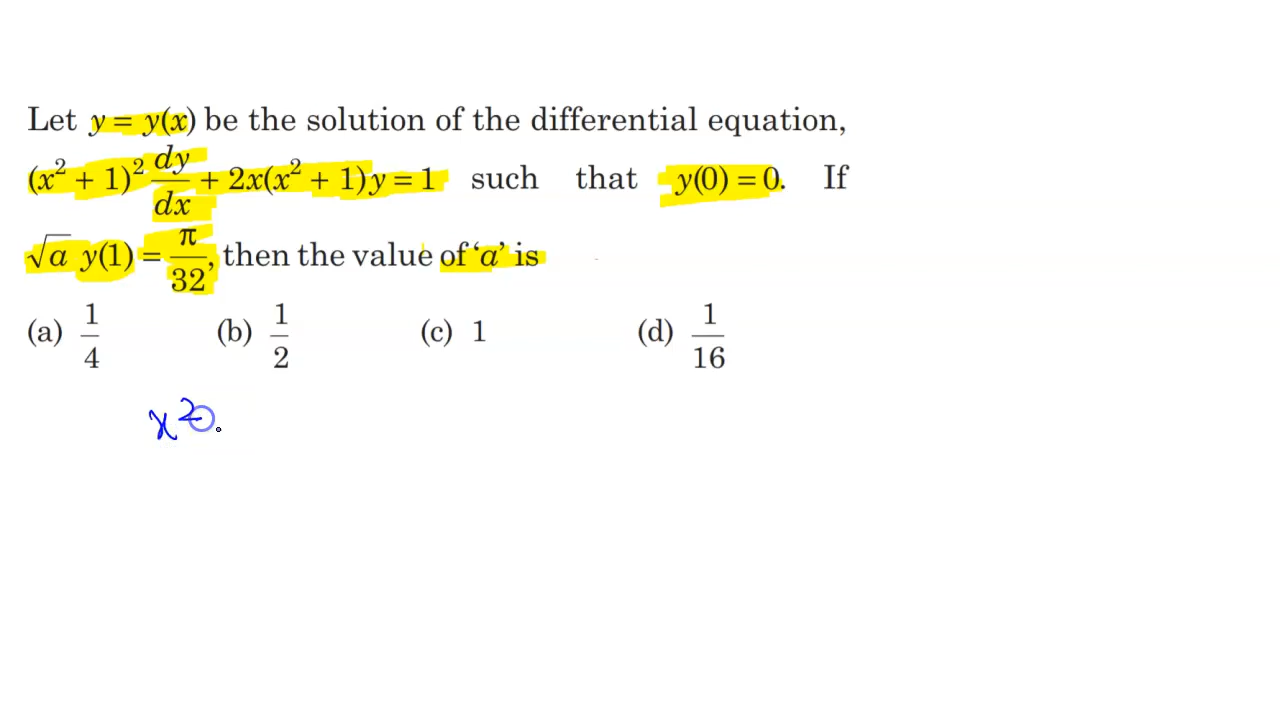 Let y = y(x) be the solution of the differential equation,
(x² + 1)² dy/dx + 2x(x² + 1)y = 1 such that y(0) = 0. If
√a y(1) = π/32, then the value of ‘a’ is
(a) 1/4 (b) 1/2 (c) 1 (d) 1/16
x²